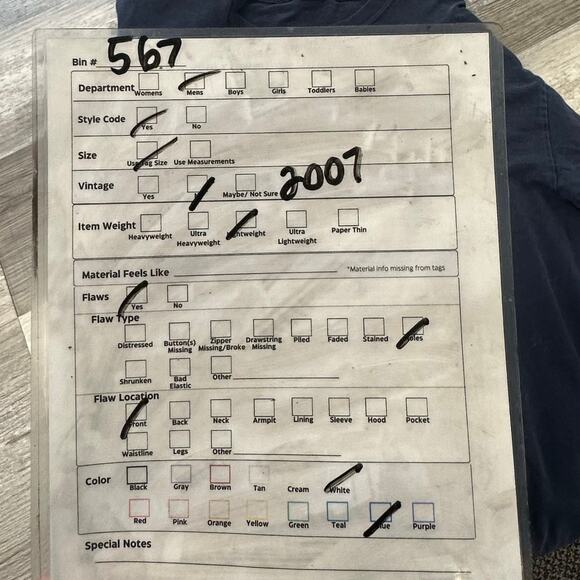 Bin # 567
Department Womens Mens Boys Girls Toddlers Babies
Style Code Yes No
Size Use Tag Size Use Measurements
Vintage Yes Maybe/ Not Sure 2007
Item Weight Heavyweight Ultra Heavyweight Lightweight Ultra Lightweight Paper Thin
Material Feels Like *Material info missing from tags
Flaws Yes No
Flaw Type
Distressed Button(s) Missing Zipper Missing/Broke Drawstring Missing Piled Faded Stained Holes
Shrunken Bad Elastic Other
Flaw Location
Front Back Neck Armpit Lining Sleeve Hood Pocket
Waistline Legs Other
Color Black Gray Brown Tan Cream White
Red Pink Orange Yellow Green Teal Blue Purple
Special Notes